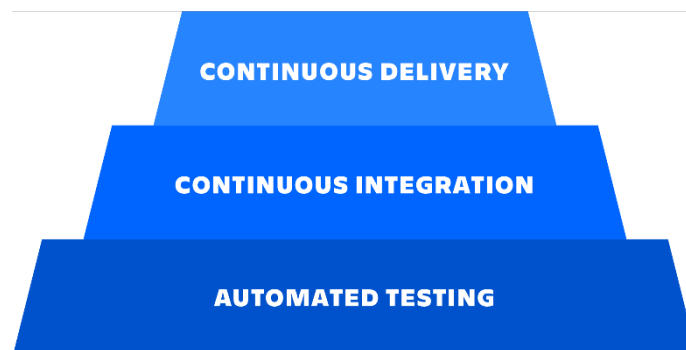 CONTINUOUS DELIVERY
CONTINUOUS INTEGRATION
AUTOMATED TESTING